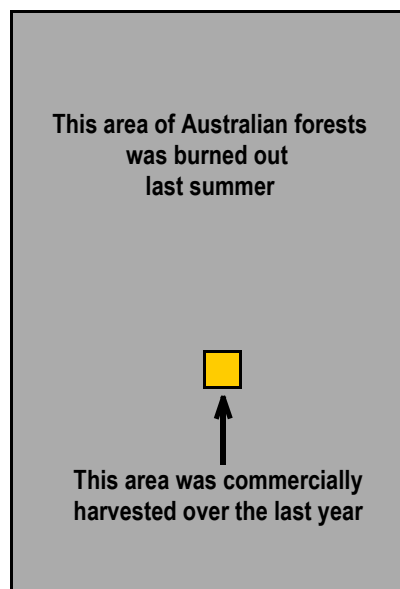 This area of Australian forests
was burned out
last summer
This area was commercially
harvested over the last year